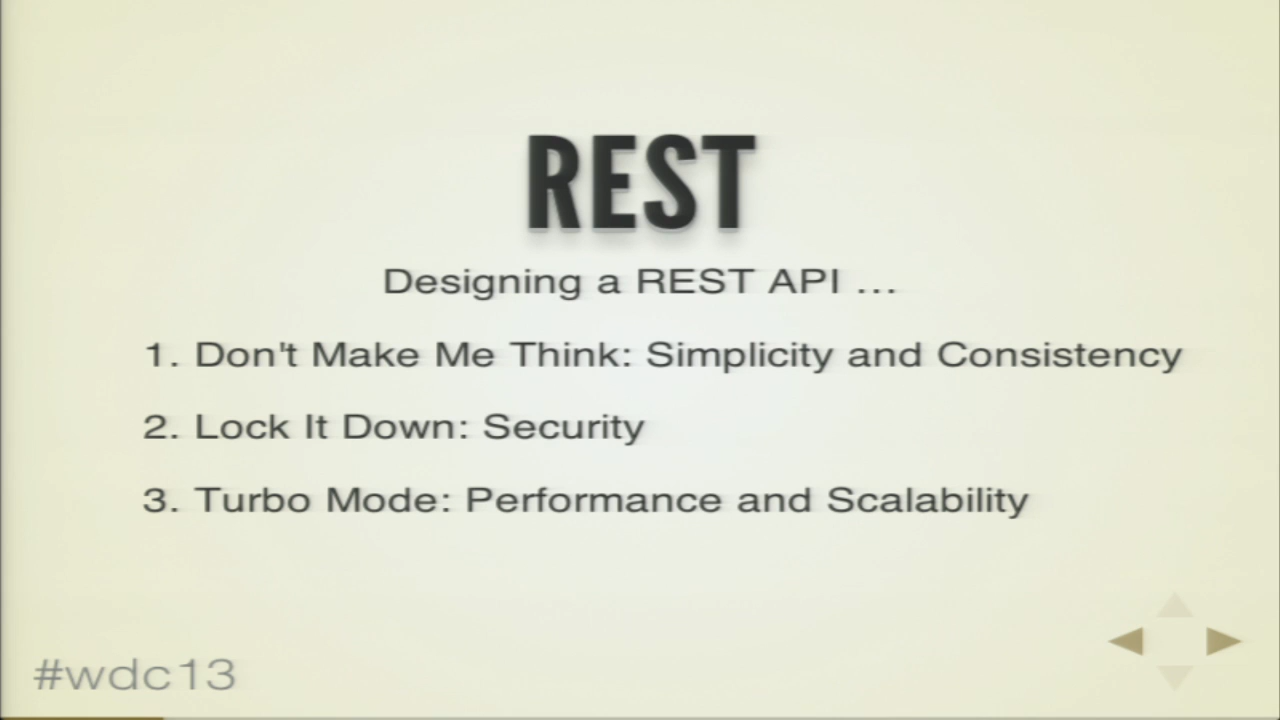 REST
Designing a REST API ...
1. Don't Make Me Think: Simplicity and Consistency
2. Lock It Down: Security
3. Turbo Mode: Performance and Scalability
#wdc13